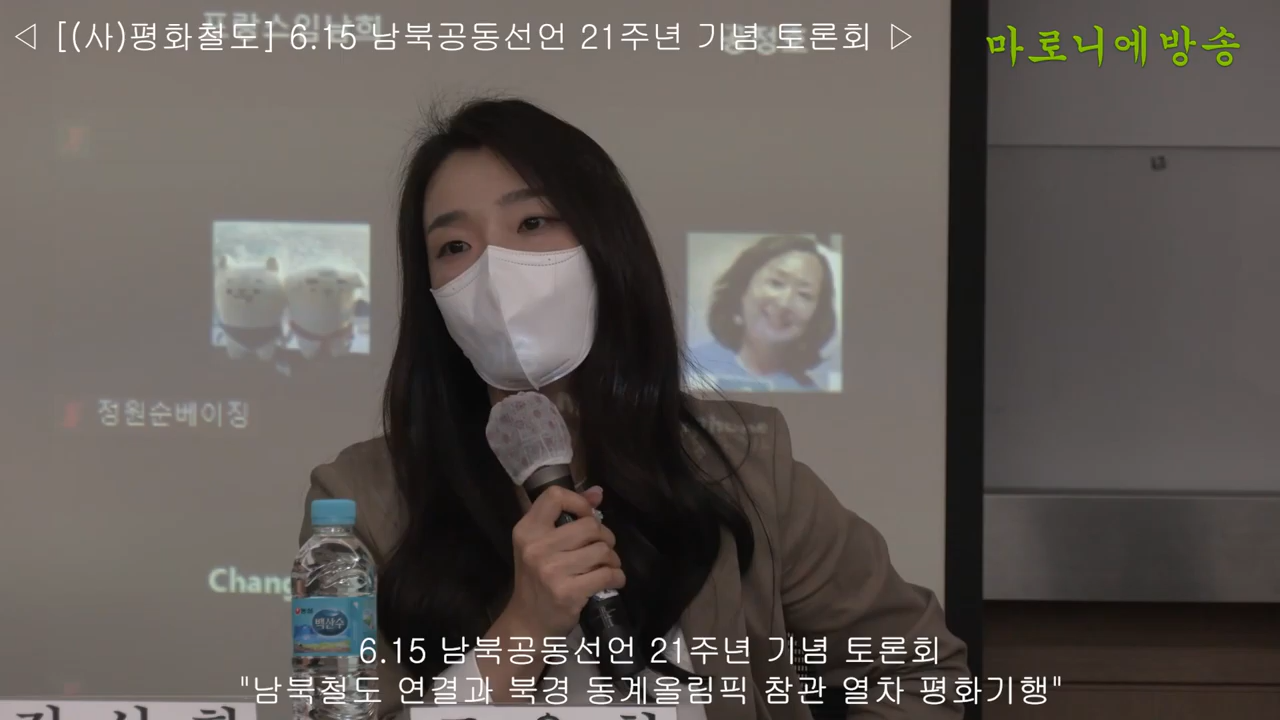 ◁ [(사)평화철도] 6.15 남북공동선언 21주년 기념 토론회 ▷
마로니에방송
정원순베이징
Chang
백산수
6.15 남북공동선언 21주년 기념 토론회
"남북철도 연결과 북경 동계올림픽 참관 열차 평화기행"